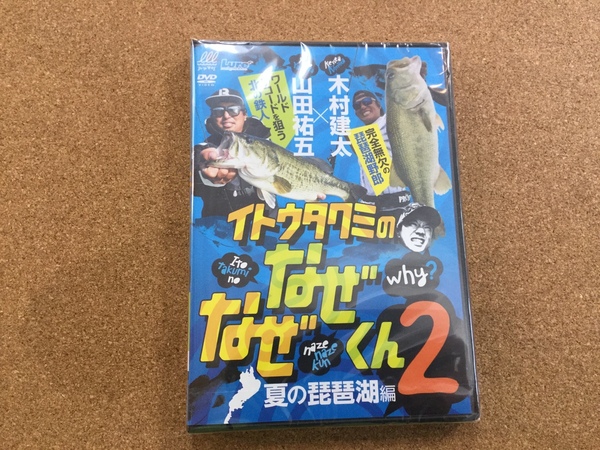 Lure
DVD
VIDEO
木村建太
×
山田祐五
ワールド
レコードを狙う
北の鉄人
完全無欠の
琵琶湖野郎
イトウタクミの
Ito
Takumi
no
なぜ
why?
なぜくん2
naze
naze
kun
夏の琵琶湖編